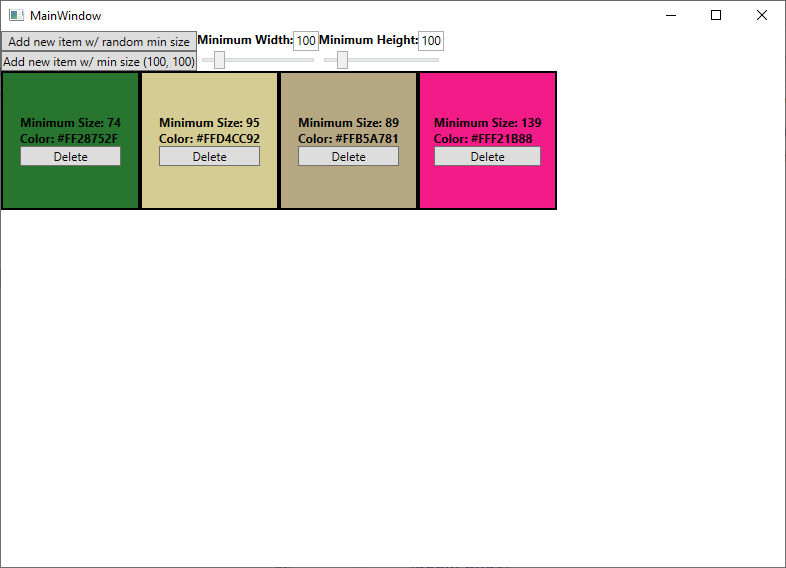 MainWindow
Add new item w/ random min size
Minimum Width: 100 Minimum Height: 100
Add new item w/ min size (100, 100)
Minimum Size: 74
Color: #FF28752F
Delete
Minimum Size: 95
Color: #FFD4CC92
Delete
Minimum Size: 89
Color: #FFB5A781
Delete
Minimum Size: 139
Color: #FFF21B88
Delete